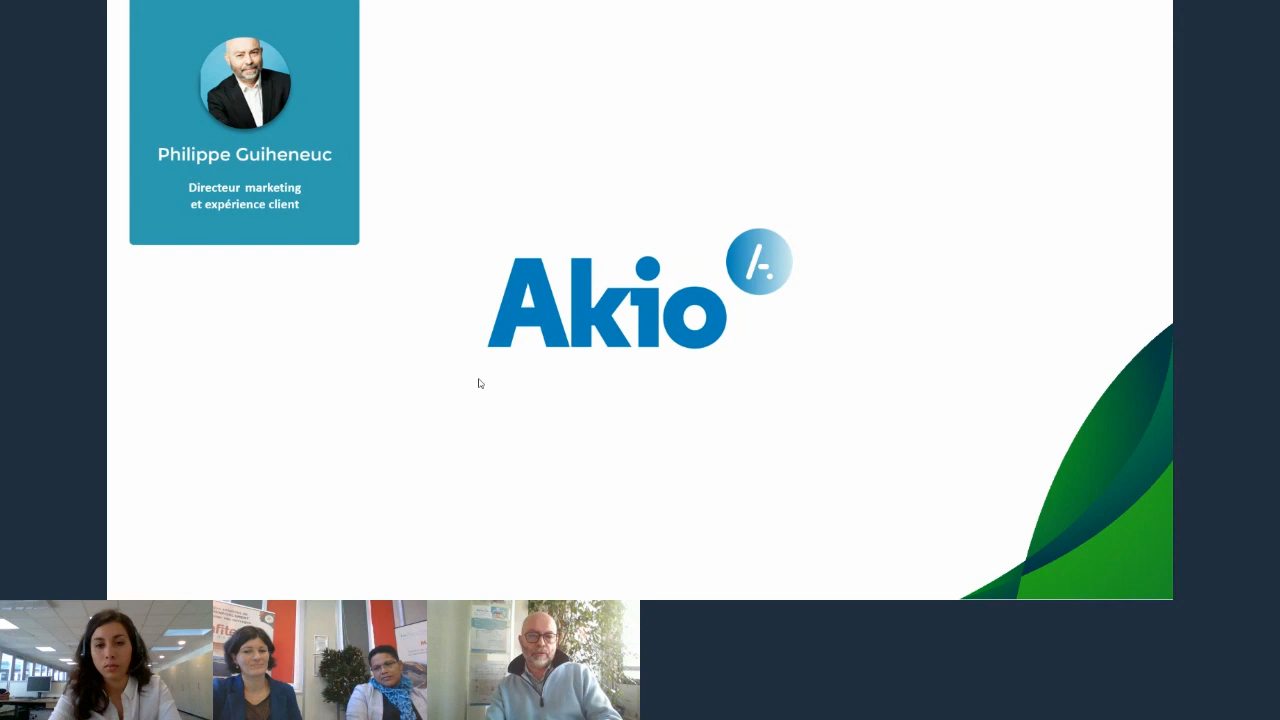 Philippe Guiheneuc
Directeur marketing
et expérience client
Akio